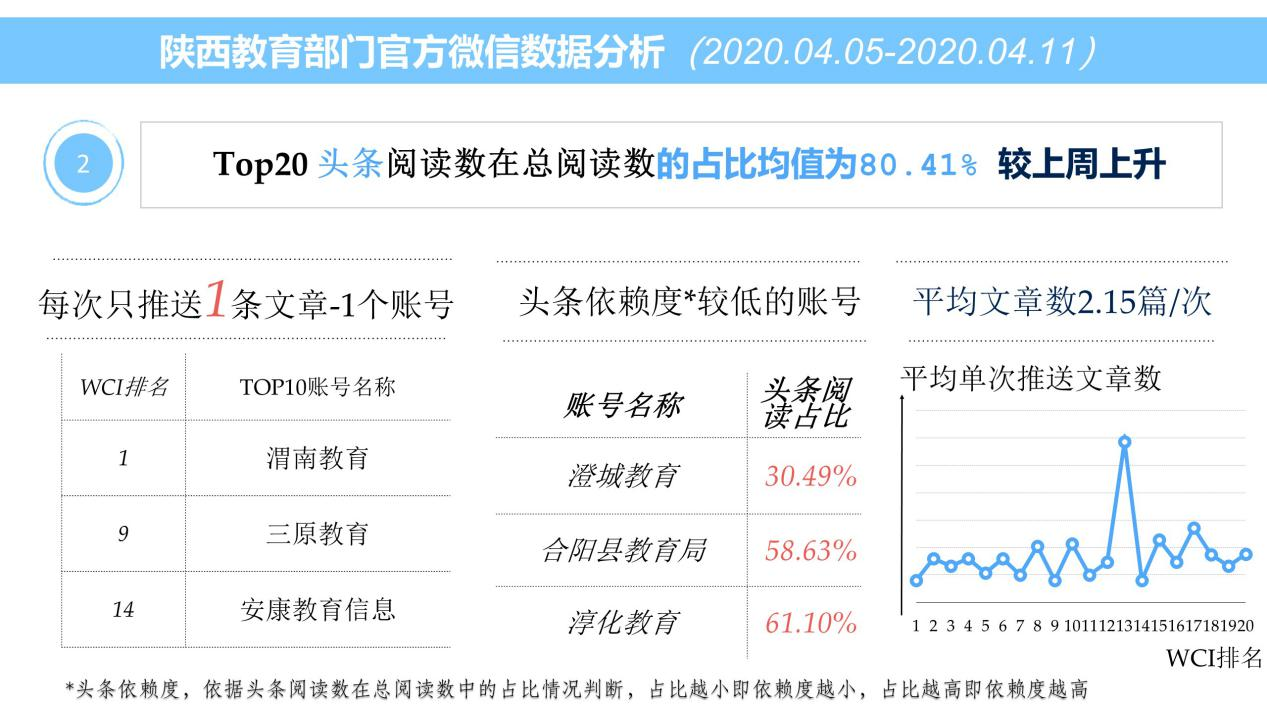 陕西教育部门官方微信数据分析（2020.04.05-2020.04.11）
2
Top20 头条阅读数在总阅读数的占比均值为80.41% 较上周上升
每次只推送1条文章-1个账号
WCI排名 TOP10账号名称
1 渭南教育
9 三原教育
14 安康教育信息
头条依赖度*较低的账号
账号名称 头条阅
读占比
澄城教育 30.49%
合阳县教育局 58.63%
淳化教育 61.10%
平均文章数2.15篇/次
平均单次推送文章数
1 2 3 4 5 6 7 8 9 10 11 12 13 14 15 16 17 18 19 20
WCI排名
*头条依赖度，依据头条阅读数在总阅读数中的占比情况判断，占比越小即依赖度越小，占比越高即依赖度越高